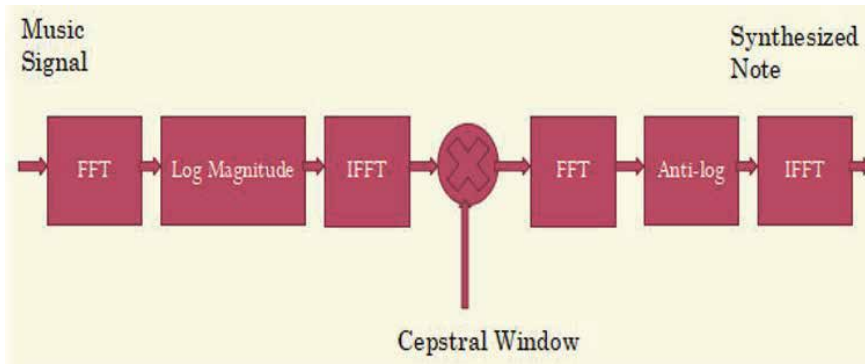 Music
Signal
Synthesized
Note
FFT
Log Magnitude
IFFT
FFT
Anti-log
IFFT
Cepstral Window